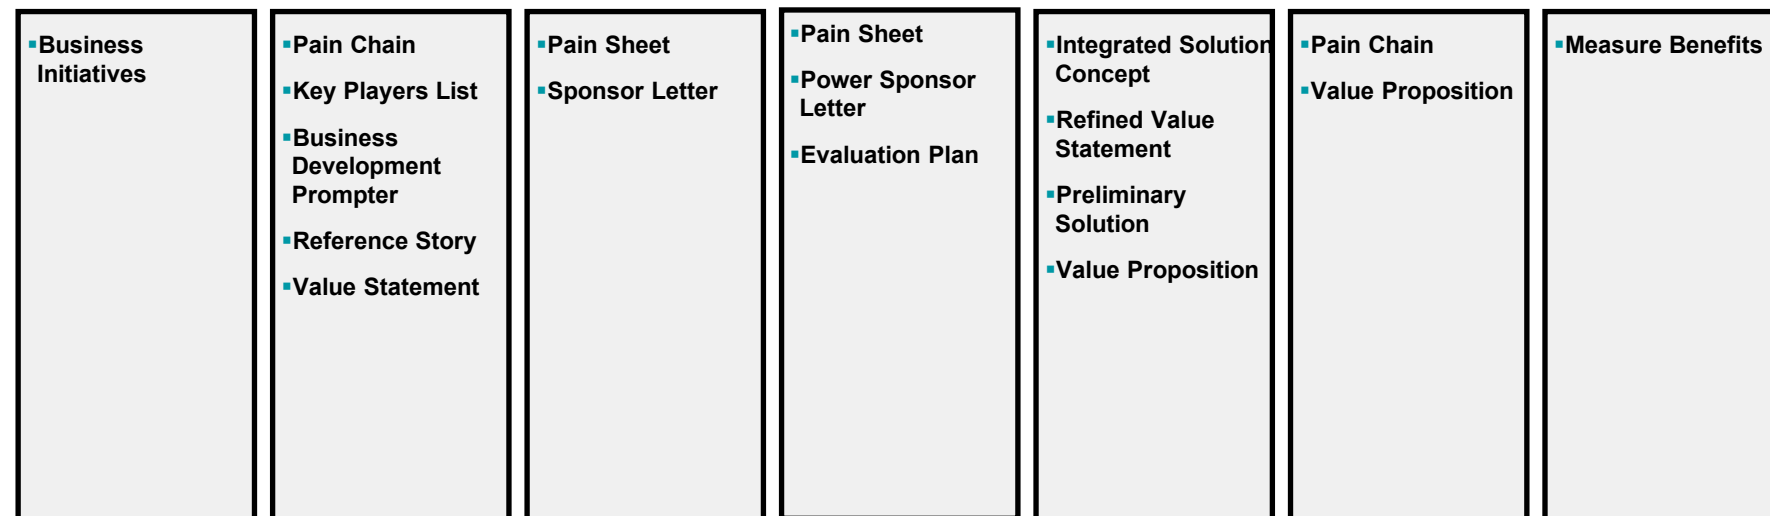 ▪Business
Initiatives
▪Pain Chain
▪Key Players List
▪Business
Development
Prompter
▪Reference Story
▪Value Statement
▪Pain Sheet
▪Sponsor Letter
▪Pain Sheet
▪Power Sponsor
Letter
▪Evaluation Plan
▪Integrated Solution
Concept
▪Refined Value
Statement
▪Preliminary
Solution
▪Value Proposition
▪Pain Chain
▪Value Proposition
▪Measure Benefits